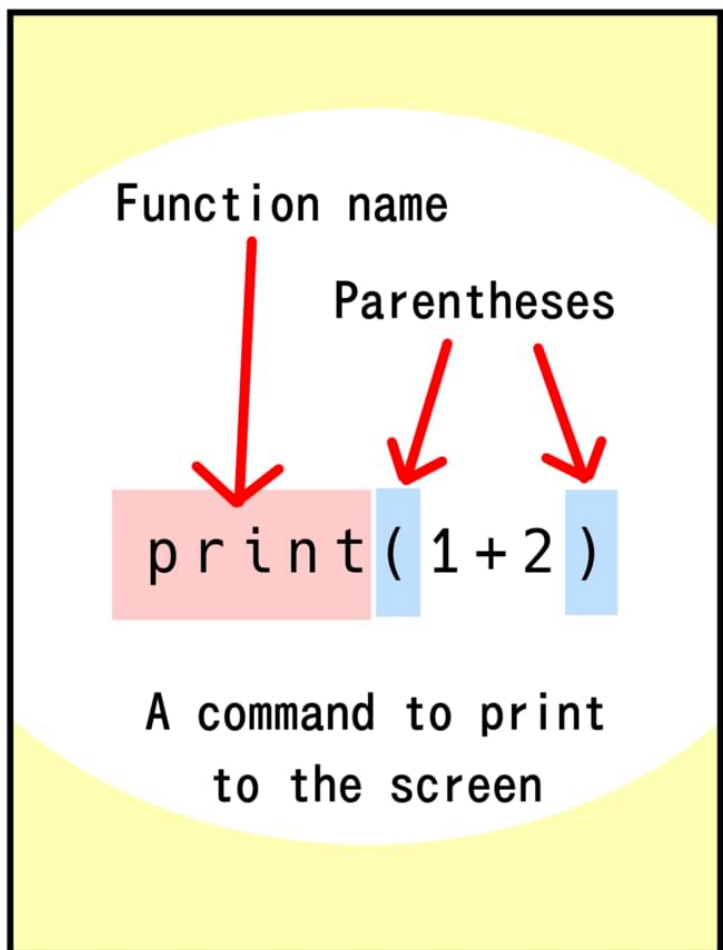 Function name
Parentheses
print(1+2)
A command to print
to the screen